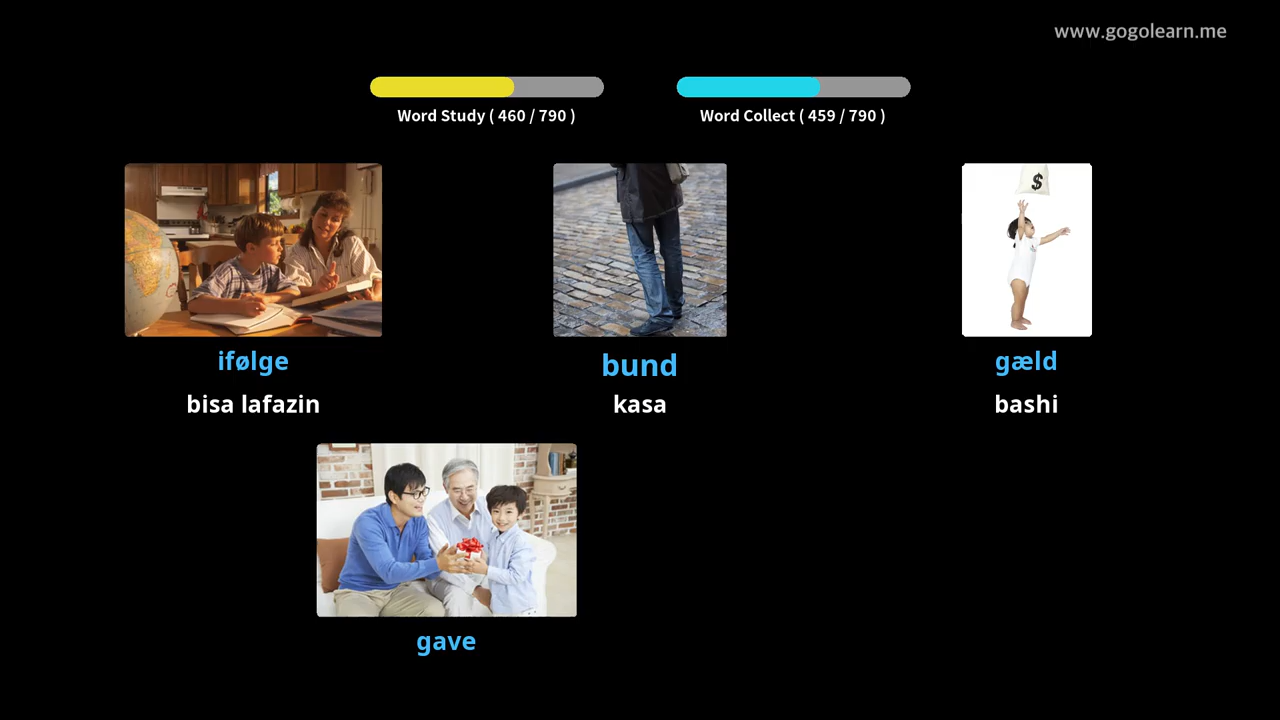 www.gogolearn.me
Word Study ( 460 / 790 )
Word Collect ( 459 / 790 )
$
ifølge
bund
gæld
bisa lafazin
kasa
bashi
gave